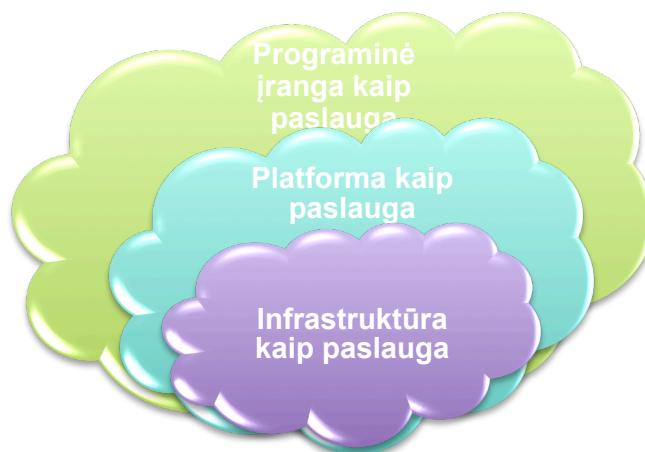 Programinė
įranga kaip
paslauga
Platforma kaip
paslauga
Infrastruktūra
kaip paslauga